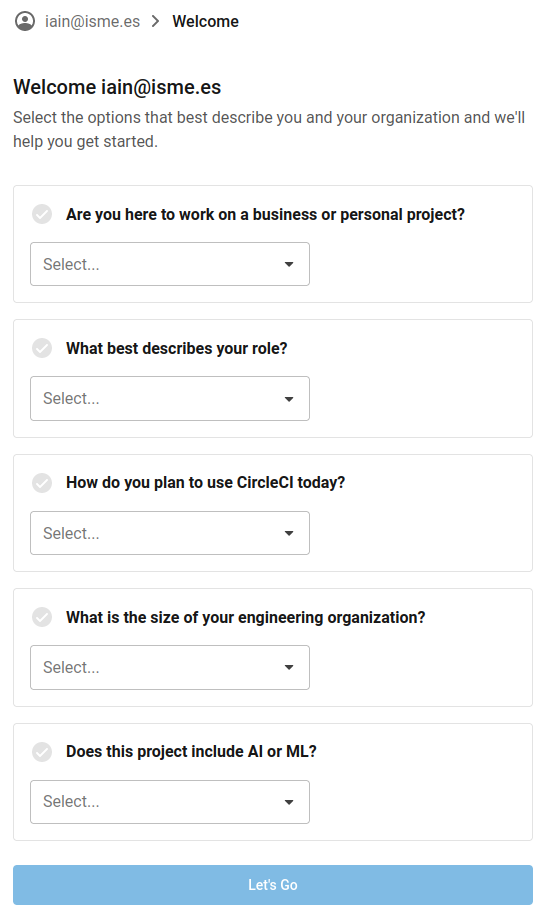 iain@isme.es > Welcome
Welcome iain@isme.es
Select the options that best describe you and your organization and we'll
help you get started.
Are you here to work on a business or personal project?
Select...
What best describes your role?
Select...
How do you plan to use CircleCI today?
Select...
What is the size of your engineering organization?
Select...
Does this project include AI or ML?
Select...
Let's Go